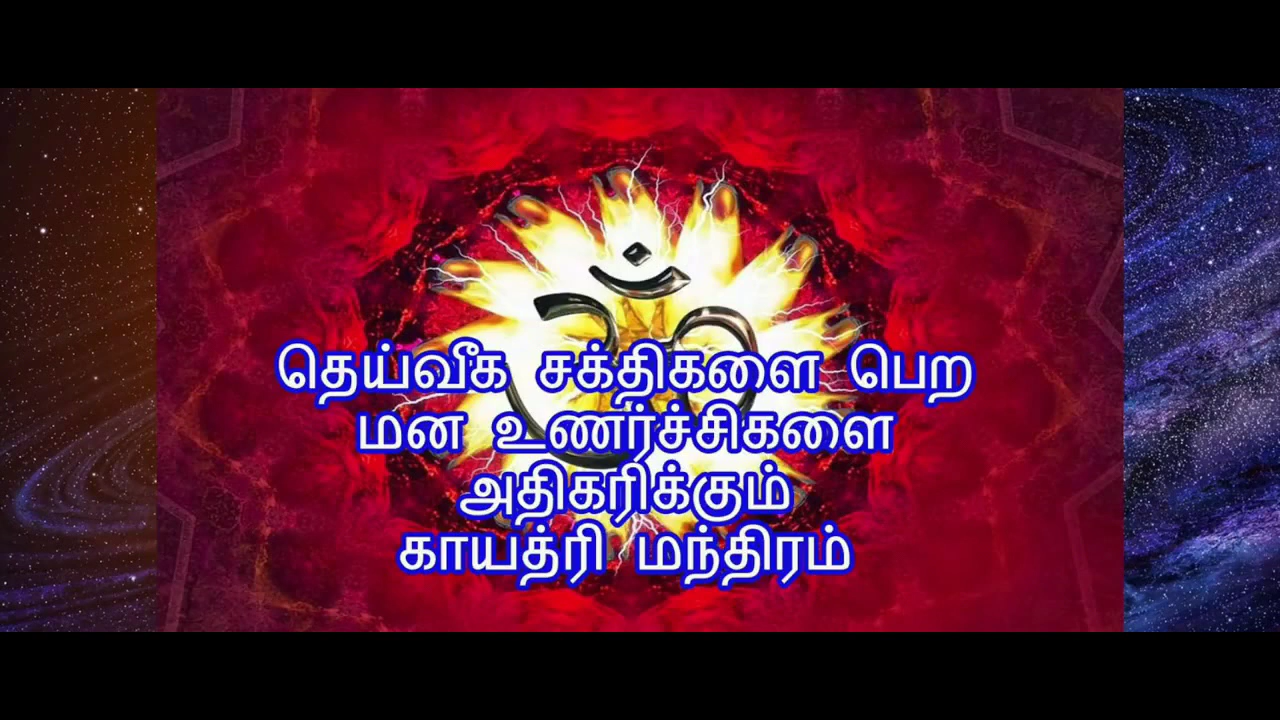 தெய்வீக சக்திகளை பெற
மன உணர்ச்சிகளை
அதிகரிக்கும்
காயத்ரி மந்திரம்